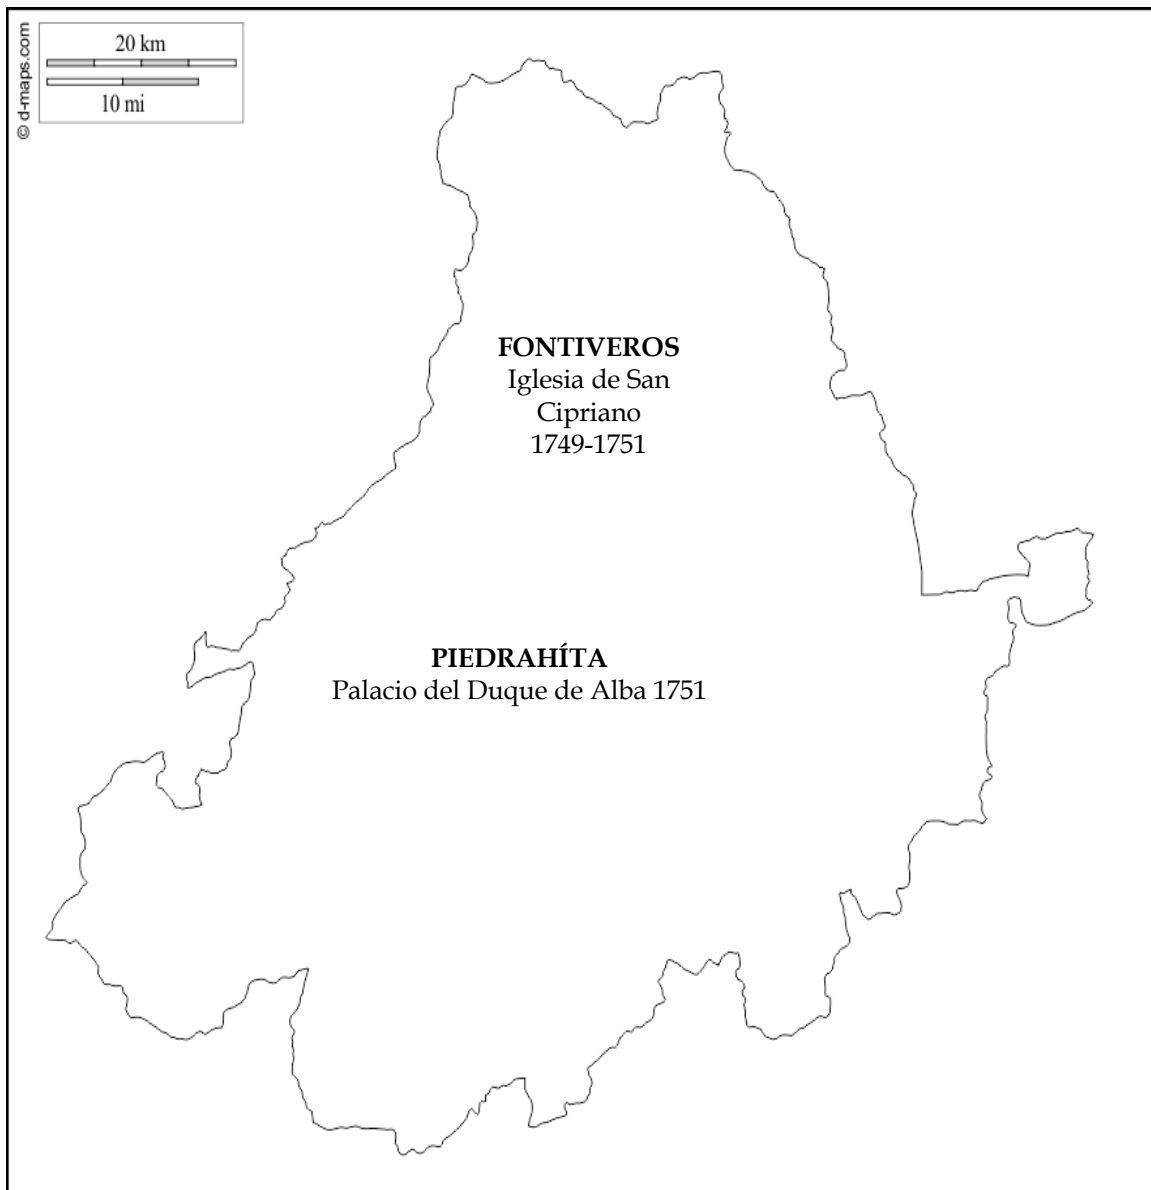 © d-maps.com
20 km
10 mi
FONTIVEROS
Iglesia de San
Cipriano
1749-1751
PIEDRAHÍTA
Palacio del Duque de Alba 1751